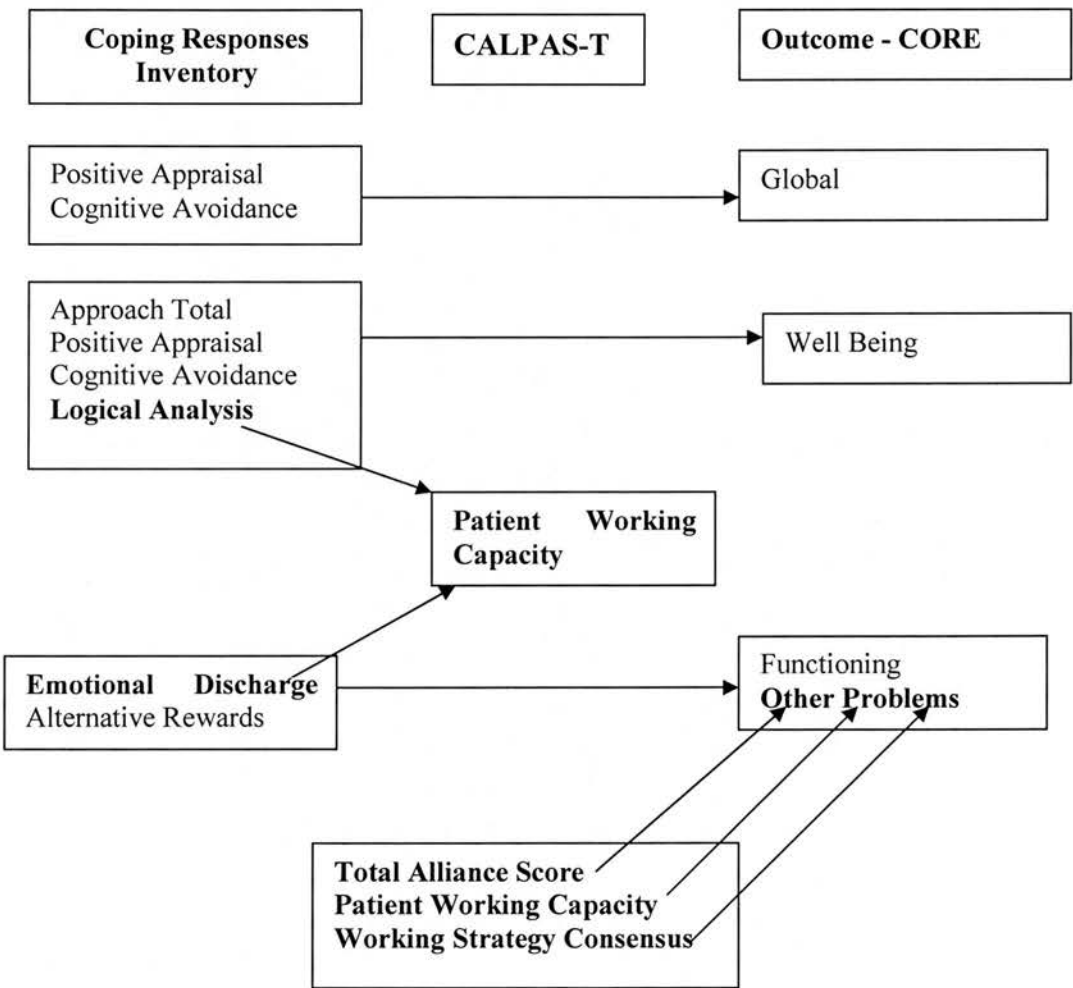 Coping Responses
Inventory
CALPAS-T
Outcome - CORE
Positive Appraisal
Cognitive Avoidance
Global
Approach Total
Positive Appraisal
Cognitive Avoidance
Logical Analysis
Well Being
Patient Working
Capacity
Emotional Discharge
Alternative Rewards
Functioning
Other Problems
Total Alliance Score
Patient Working Capacity
Working Strategy Consensus